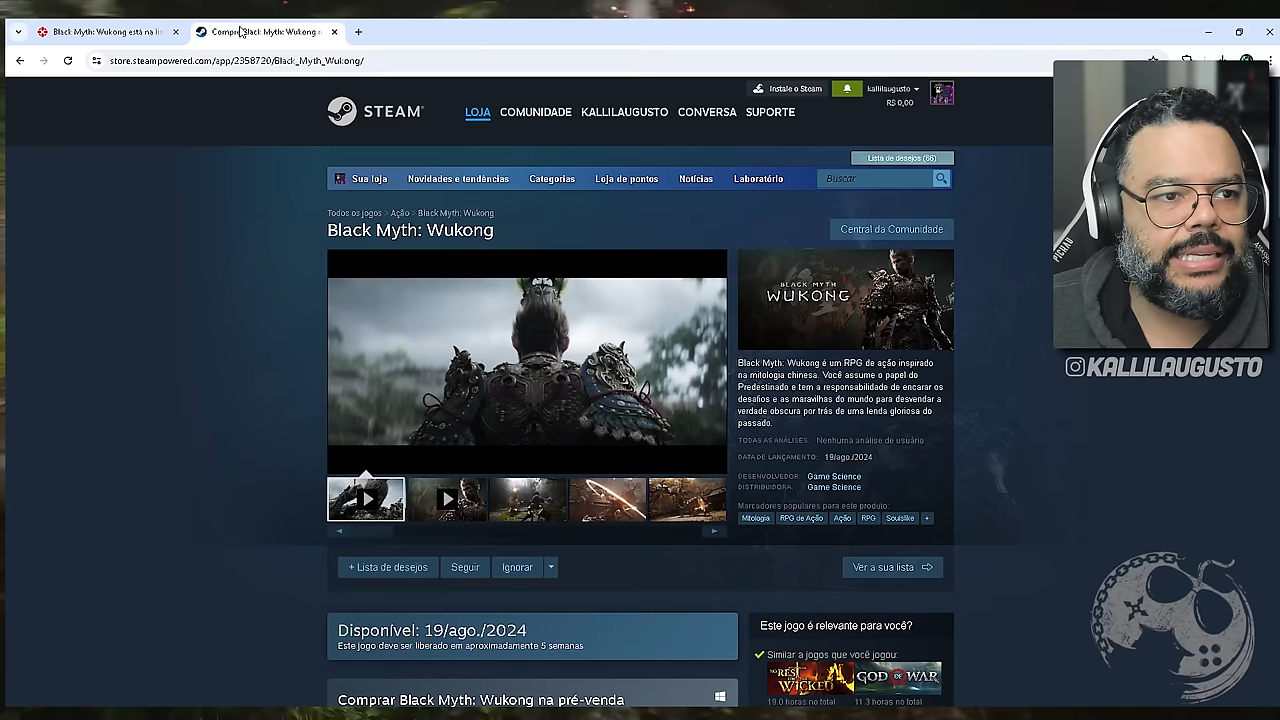 Black Myth: Wukong está na li
Compr
Black Myth: Wukong n
store.steampowered.com/app/2358720/Black_Myth_Wukong/
Instale o Steam
kallilaugusto
R$ 0,00
STEAM
LOJA COMUNIDADE KALLILAUGUSTO CONVERSA SUPORTE
Lista de desejos (66)
Sua loja Novidades e tendências Categorias Loja de pontos Notícias Laboratório Buscar
Todos os jogos > Ação > Black Myth: Wukong
Black Myth: Wukong
Central da Comunidade
BLACK MYTH
WUKONG
Black Myth: Wukong é um RPG de ação inspirado
na mitologia chinesa. Você assume o papel do
Predestinado e tem a responsabilidade de encarar os
desafios e as maravilhas do mundo para desvendar a
verdade obscura por trás de uma lenda gloriosa do
passado.
TODAS AS ANÁLISES: Nenhuma análise de usuário
DATA DE LANÇAMENTO: 19/ago./2024
DESENVOLVEDOR: Game Science
DISTRIBUIDORA: Game Science
Marcadores populares para este produto:
Mitologia RPG de Ação Ação RPG Soulslike +
+ Lista de desejos Seguir Ignorar
Ver a sua lista
Disponível: 19/ago./2024
Este jogo deve ser liberado em aproximadamente 5 semanas
Comprar Black Myth: Wukong na pré-venda
Este jogo é relevante para você?
Similar a jogos que você jogou:
NO REST
WICKED
GOD OF WAR
19.0 horas no total
11.3 horas no total
PICHAU
KALLILAUGUSTO